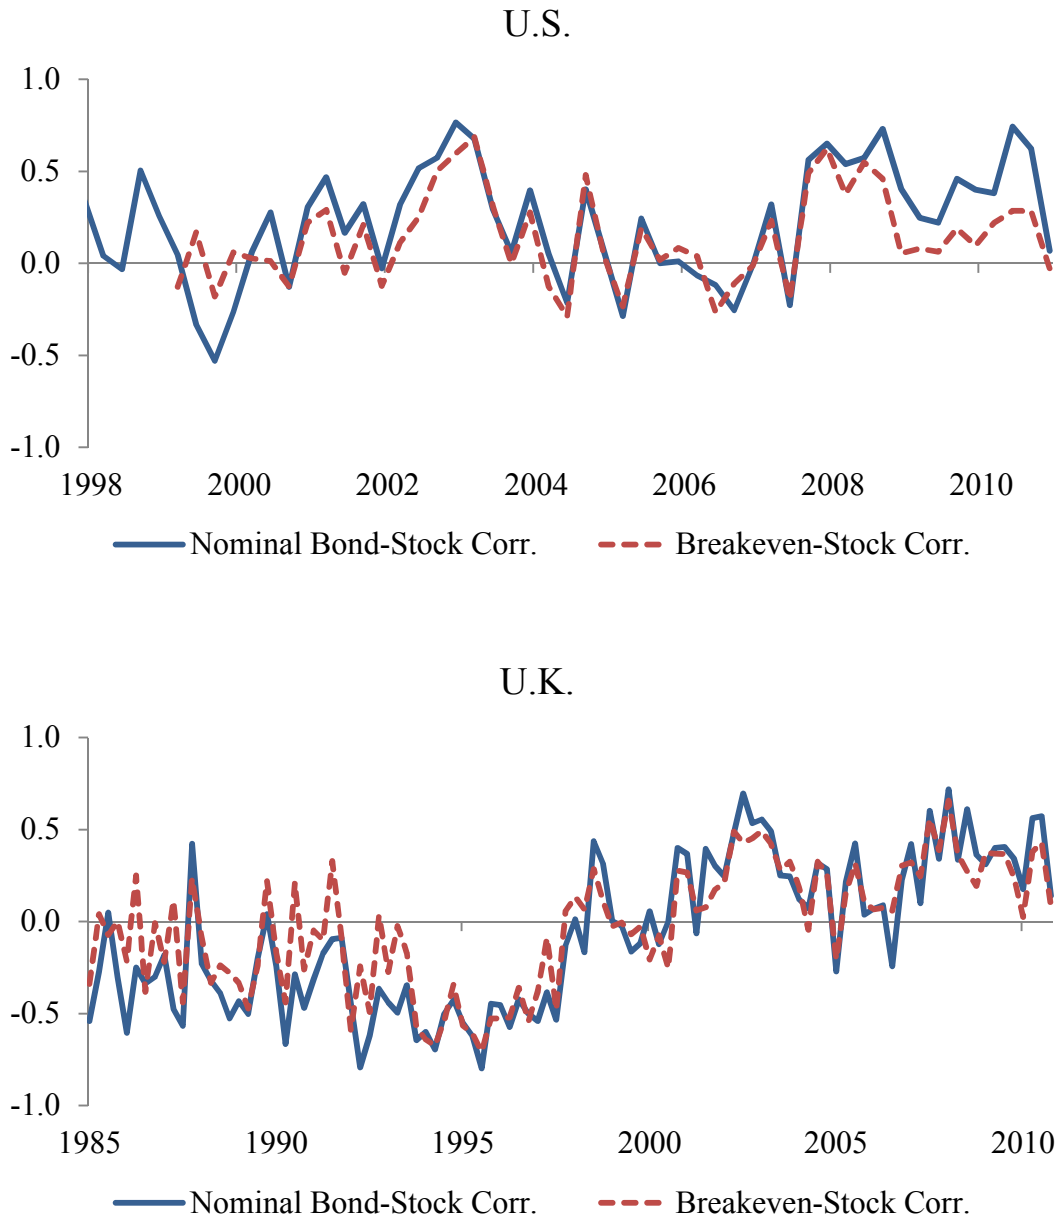 U.S.
1.0
0.5
0.0
-0.5
-1.0
1998 2000 2002 2004 2006 2008 2010
Nominal Bond-Stock Corr. Breakeven-Stock Corr.
U.K.
1.0
0.5
0.0
-0.5
-1.0
1985 1990 1995 2000 2005 2010
Nominal Bond-Stock Corr. Breakeven-Stock Corr.